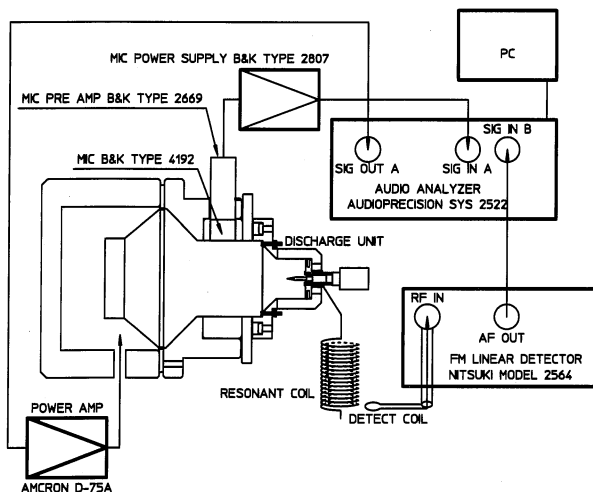 MIC POWER SUPPLY B&K TYPE 2807
PC
MIC PRE AMP B&K TYPE 2669
MIC B&K TYPE 4192
SIG OUT A
SIG IN A
SIG IN B
AUDIO ANALYZER
AUDIOPRECISION SYS 2522
DISCHARGE UNIT
RF IN
AF OUT
FM LINEAR DETECTOR
NITSUKI MODEL 2564
RESONANT COIL
DETECT COIL
POWER AMP
AMCRON D-75A